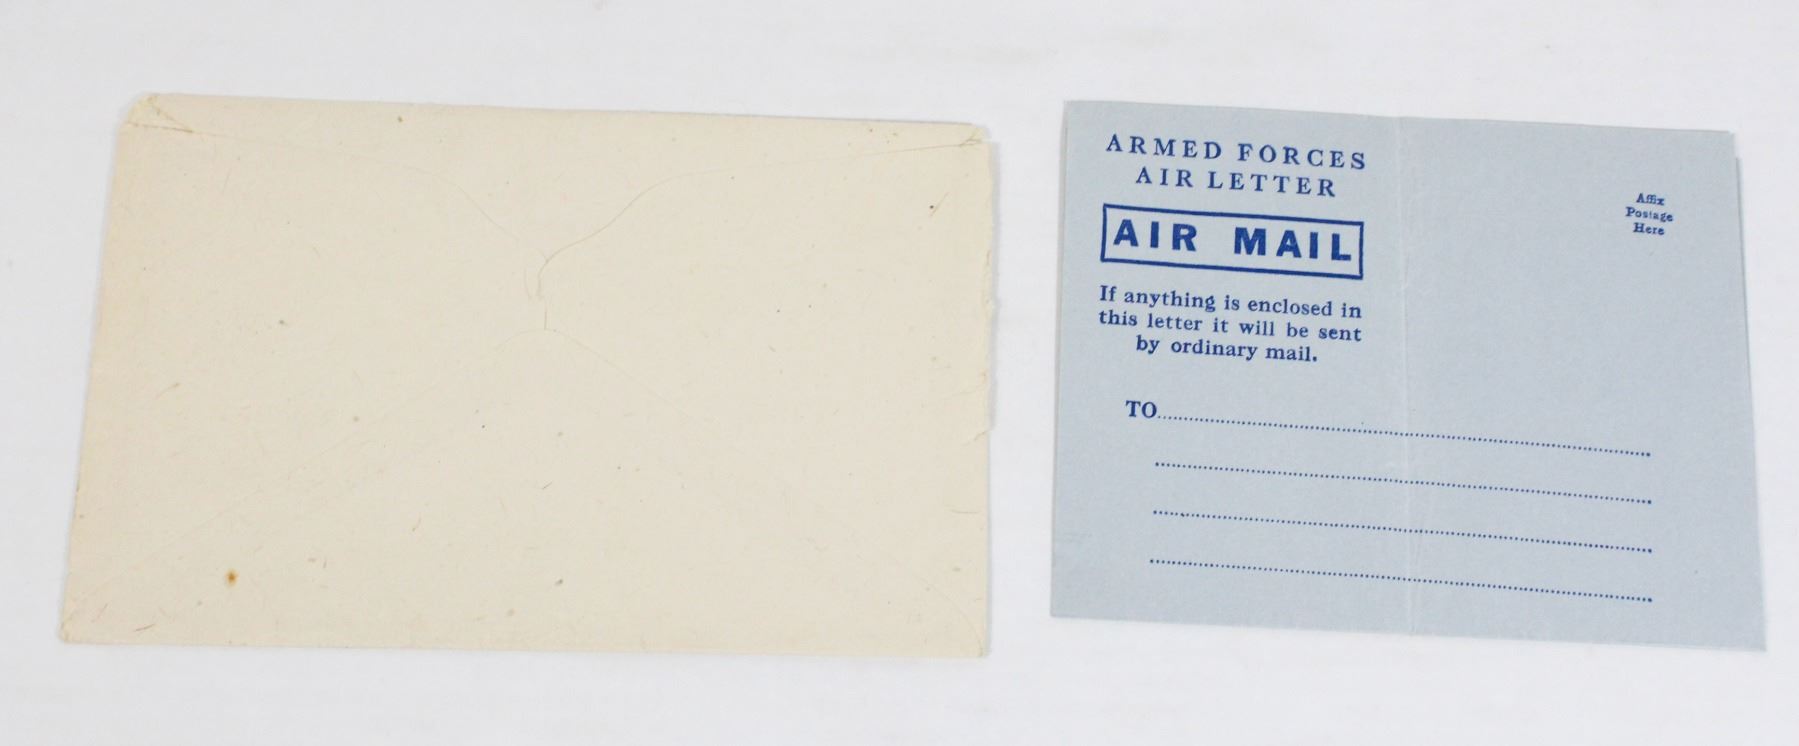 ARMED FORCES
AIR LETTER
AIR MAIL
If anything is enclosed in
this letter it will be sent
by ordinary mail.
Affix
Postage
Here
TO